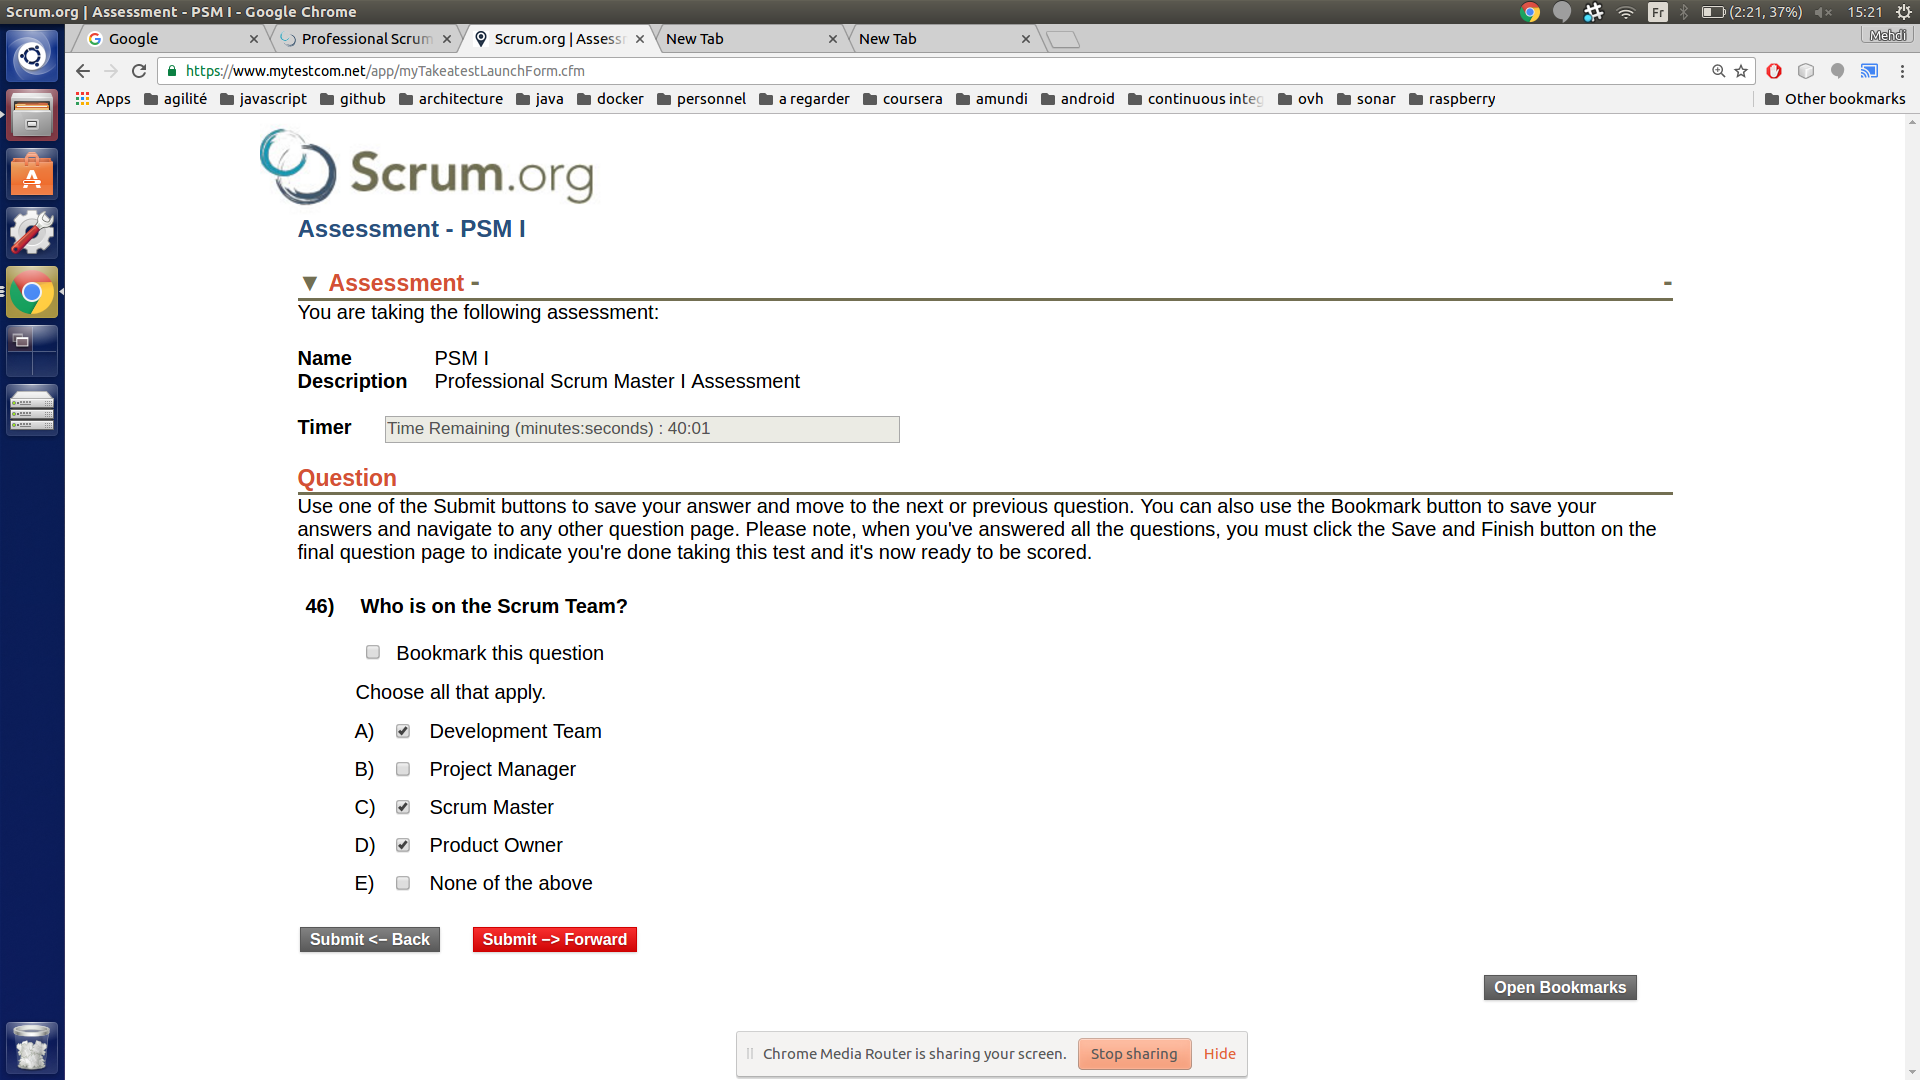 Scrum.org | Assessment - PSM I - Google Chrome
Fr
(2:21, 37%)
15:21
Google
Professional Scrum
Scrum.org | Assess
New Tab
New Tab
Mehdi
https://www.mytestcom.net/app/myTakeatestLaunchForm.cfm
Apps agilité javascript github architecture java docker personnel a regarder coursera amundi android continuous integ ovh sonar raspberry Other bookmarks
Scrum.org
Assessment - PSM I
▼ Assessment - -
You are taking the following assessment:
Name PSM I
Description Professional Scrum Master I Assessment
Timer Time Remaining (minutes:seconds) : 40:01
Question
Use one of the Submit buttons to save your answer and move to the next or previous question. You can also use the Bookmark button to save your
answers and navigate to any other question page. Please note, when you've answered all the questions, you must click the Save and Finish button on the
final question page to indicate you're done taking this test and it's now ready to be scored.
46) Who is on the Scrum Team?
Bookmark this question
Choose all that apply.
A) Development Team
B) Project Manager
C) Scrum Master
D) Product Owner
E) None of the above
Submit <– Back Submit –> Forward
Open Bookmarks
Chrome Media Router is sharing your screen. Stop sharing Hide